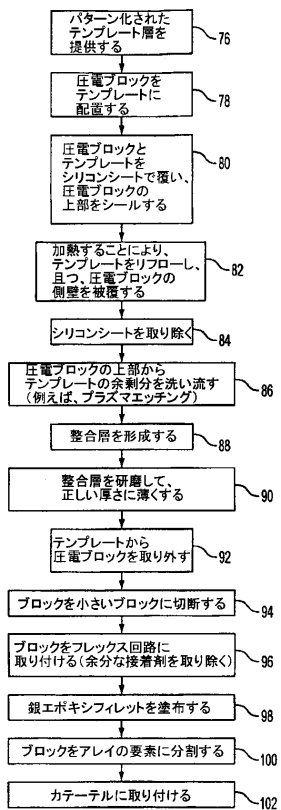 パターン化された
テンプレート層を
提供する
76
圧電ブロックを
テンプレートに
配置する
78
圧電ブロックと
テンプレートを
シリコンシートで覆い、
圧電ブロックの
上部をシールする
80
加熱することにより、
テンプレートをリフローし、
且つ、圧電ブロックの
側壁を被覆する
82
シリコンシートを取り除く
84
圧電ブロックの上部から
テンプレートの余剰分を洗い流す
(例えば、プラズマエッチング)
86
整合層を形成する
88
整合層を研磨して、
正しい厚さに薄くする
90
テンプレートから
圧電ブロックを取り外す
92
ブロックを小さいブロックに切断する
94
ブロックをフレックス回路に
取り付ける(余分な接着剤を取り除く)
96
銀エポキシフィレットを塗布する
98
ブロックをアレイの要素に分割する
100
カテーテルに取り付ける
102